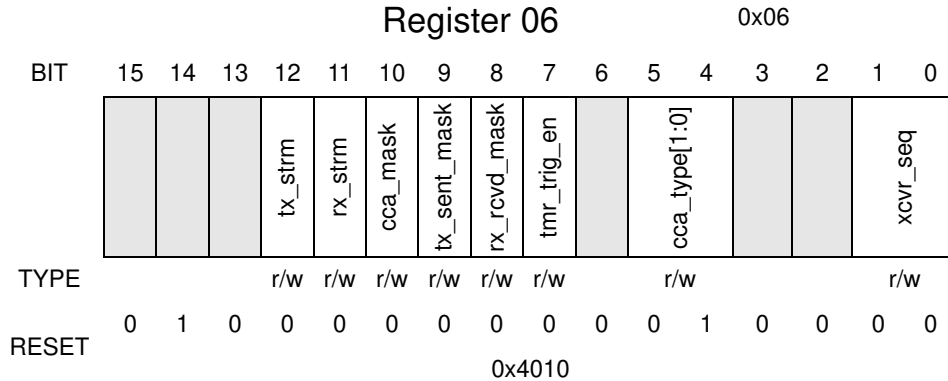 Register 06 0x06
BIT 15 14 13 12 11 10 9 8 7 6 5 4 3 2 1 0
tx_strm rx_strm cca_mask tx_sent_mask rx_rcvd_mask tmr_trig_en cca_type[1:0] xcvr_seq
TYPE r/w r/w r/w r/w r/w r/w r/w r/w
RESET 0 1 0 0 0 0 0 0 0 0 0 1 0 0 0 0
0x4010